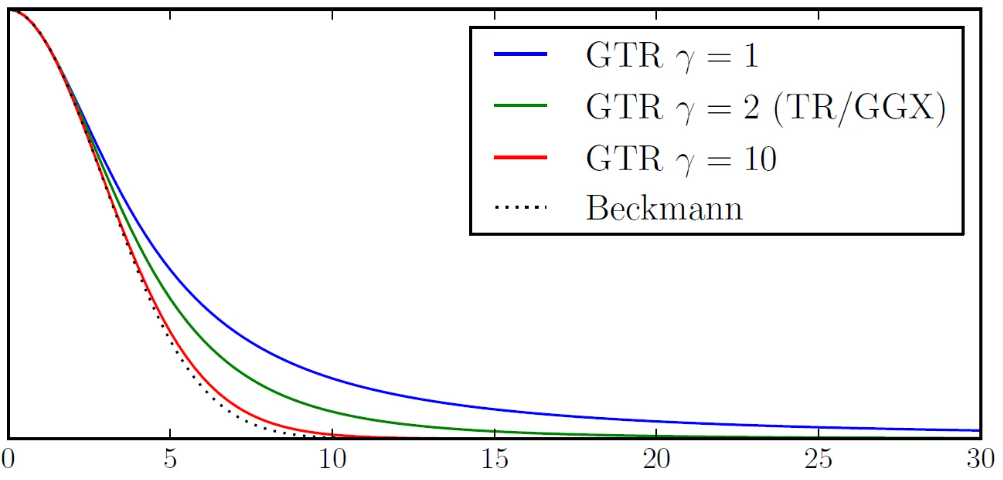 GTR γ = 1
GTR γ = 2 (TR/GGX)
GTR γ = 10
Beckmann
0 5 10 15 20 25 30